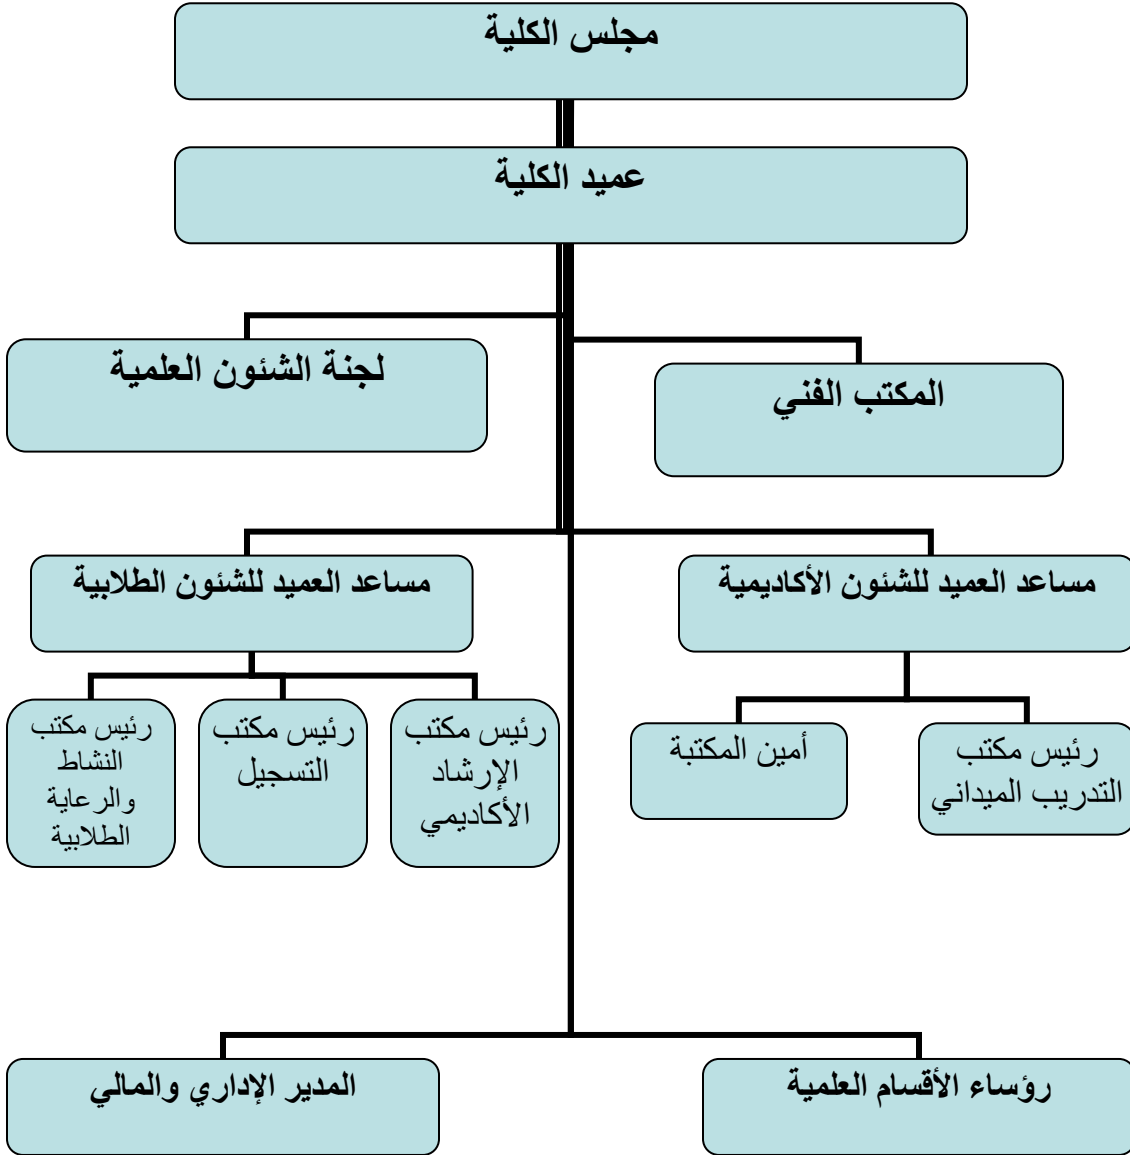 مجلس الكلية
عميد الكلية
المكتب الفني
لجنة الشئون العلمية
مساعد العميد للشئون الأكاديمية
مساعد العميد للشئون الطلابية
رئيس مكتب
التدريب الميداني
أمين المكتبة
رئيس مكتب
الإرشاد
الأكاديمي
رئيس مكتب
التسجيل
رئيس مكتب
النشاط
والرعاية
الطلابية
رؤساء الأقسام العلمية
المدير الإداري والمالي